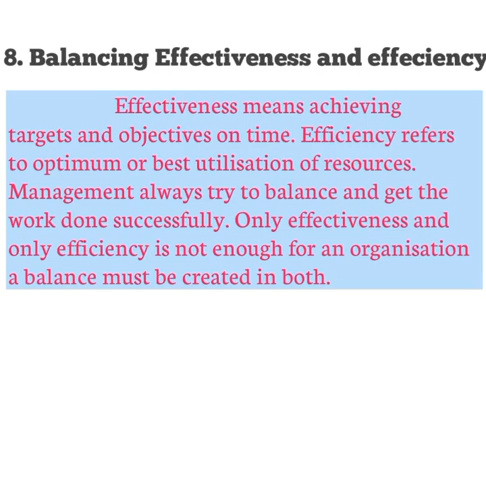 8. Balancing Effectiveness and effeciency
Effectiveness means achieving
targets and objectives on time. Efficiency refers
to optimum or best utilisation of resources.
Management always try to balance and get the
work done successfully. Only effectiveness and
only efficiency is not enough for an organisation
a balance must be created in both.